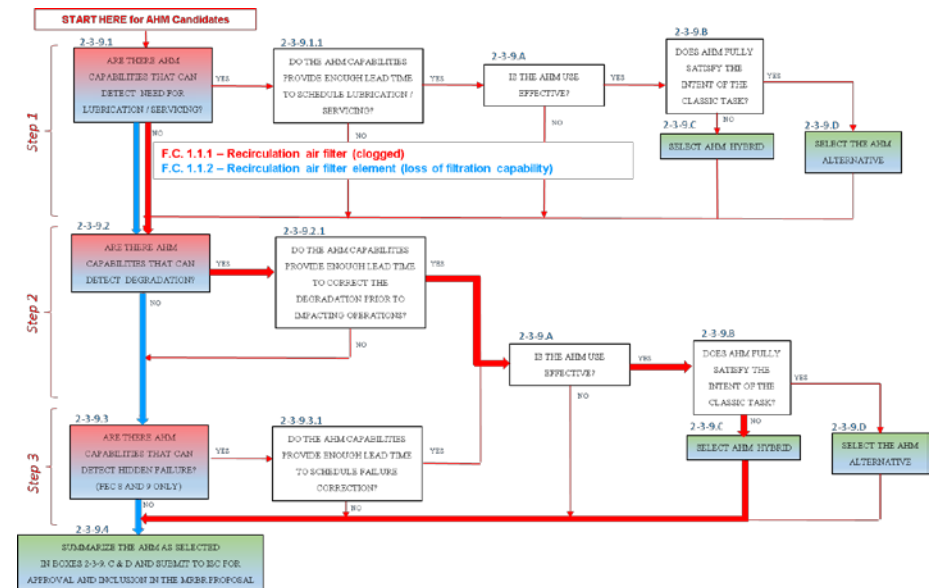 START HERE for AHM Candidates
Step 1
2-3-9.1
ARE THERE AHM
CAPABILITIES THAT CAN
DETECT NEED FOR
LUBRICATION / SERVICING?
YES
NO
2-3-9.1.1
DO THE AHM CAPABILITIES
PROVIDE ENOUGH LEAD TIME
TO SCHEDULE LUBRICATION /
SERVICING?
YES
NO
2-3-9.A
IS THE AHM USE
EFFECTIVE?
YES
NO
2-3-9.B
DOES AHM FULLY
SATISFY THE
INTENT OF THE
CLASSIC TASK?
YES
NO
2-3-9.C
SELECT AHM HYBRID
2-3-9.D
SELECT THE AHM
ALTERNATIVE
F.C. 1.1.1 – Recirculation air filter (clogged)
F.C. 1.1.2 – Recirculation air filter element (loss of filtration capability)
Step 2
2-3-9.2
ARE THERE AHM
CAPABILITIES THAT CAN
DETECT DEGRADATION?
YES
NO
2-3-9.2.1
DO THE AHM CAPABILITIES
PROVIDE ENOUGH LEAD TIME
TO CORRECT THE
DEGRADATION PRIOR TO
IMPACTING OPERATIONS?
YES
NO
2-3-9.A
IS THE AHM USE
EFFECTIVE?
YES
NO
2-3-9.B
DOES AHM FULLY
SATISFY THE
INTENT OF THE
CLASSIC TASK?
YES
NO
2-3-9.C
SELECT AHM HYBRID
2-3-9.D
SELECT THE AHM
ALTERNATIVE
Step 3
2-3-9.3
ARE THERE AHM
CAPABILITIES THAT CAN
DETECT HIDDEN FAILURE?
(FEC 8 AND 9 ONLY)
YES
NO
2-3-9.3.1
DO THE AHM CAPABILITIES
PROVIDE ENOUGH LEAD TIME
TO SCHEDULE FAILURE
CORRECTION?
YES
NO
2-3-9.4
SUMMARIZE THE AHM AS SELECTED
IN BOXES 2-3-9. C & D AND SUBMIT TO ISC FOR
APPROVAL AND INCLUSION IN THE MRBR PROPOSAL